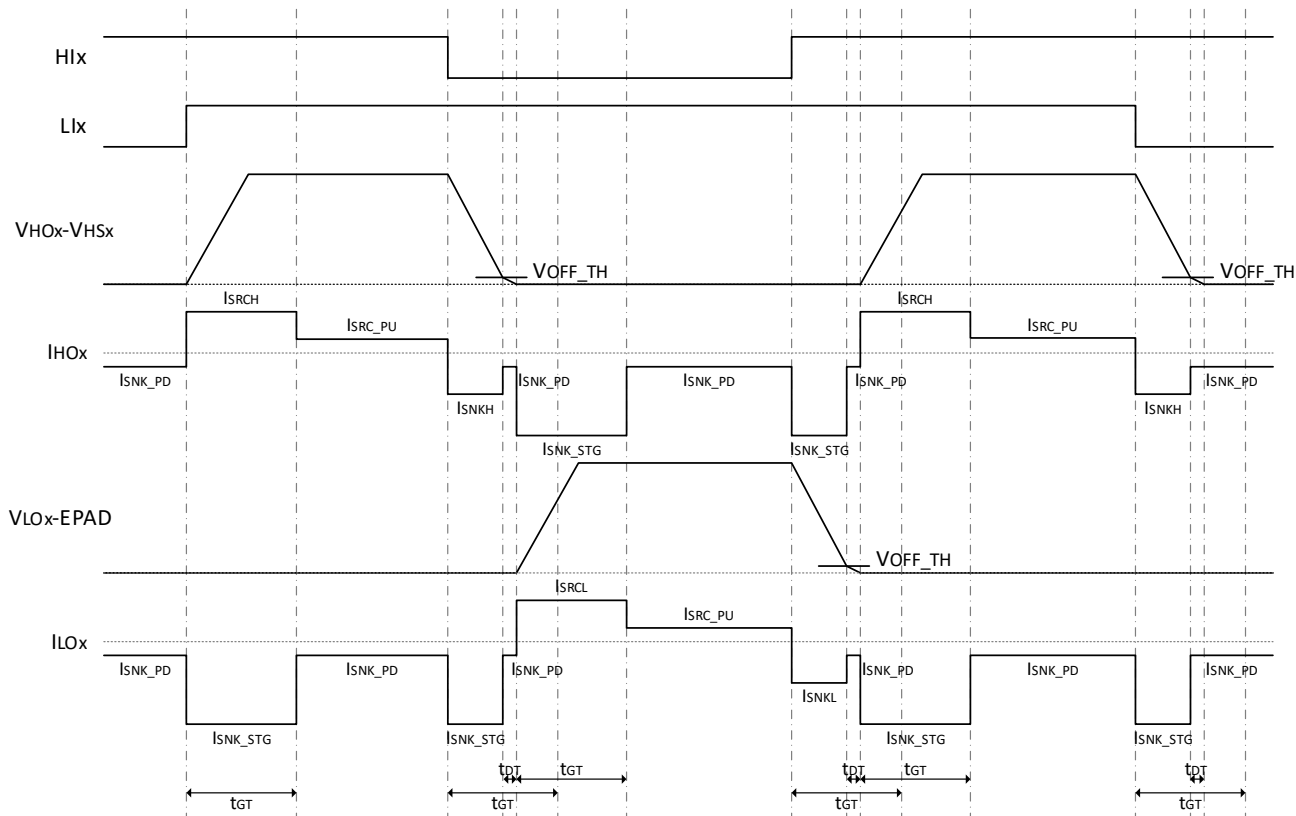 HIx
LIx
VHOx-VHSx
VOFF_TH
VOFF_TH
ISRCH
ISRCH
ISRC_PU
ISRC_PU
IHOx
ISNK_PD
ISNK_PD
ISNK_PD
ISNK_PD
ISNK_PD
ISNKH
ISNKH
ISNK_STG
ISNK_STG
VLOx-EPAD
VOFF_TH
ISRCL
ISRC_PU
ILOx
ISNK_PD
ISNK_PD
ISNK_PD
ISNK_PD
ISNK_PD
ISNK_PD
ISNKL
ISNK_STG
ISNK_STG
ISNK_STG
ISNK_STG
tDT
tGT
tDT
tGT
tDT
tGT
tGT
tGT
tGT